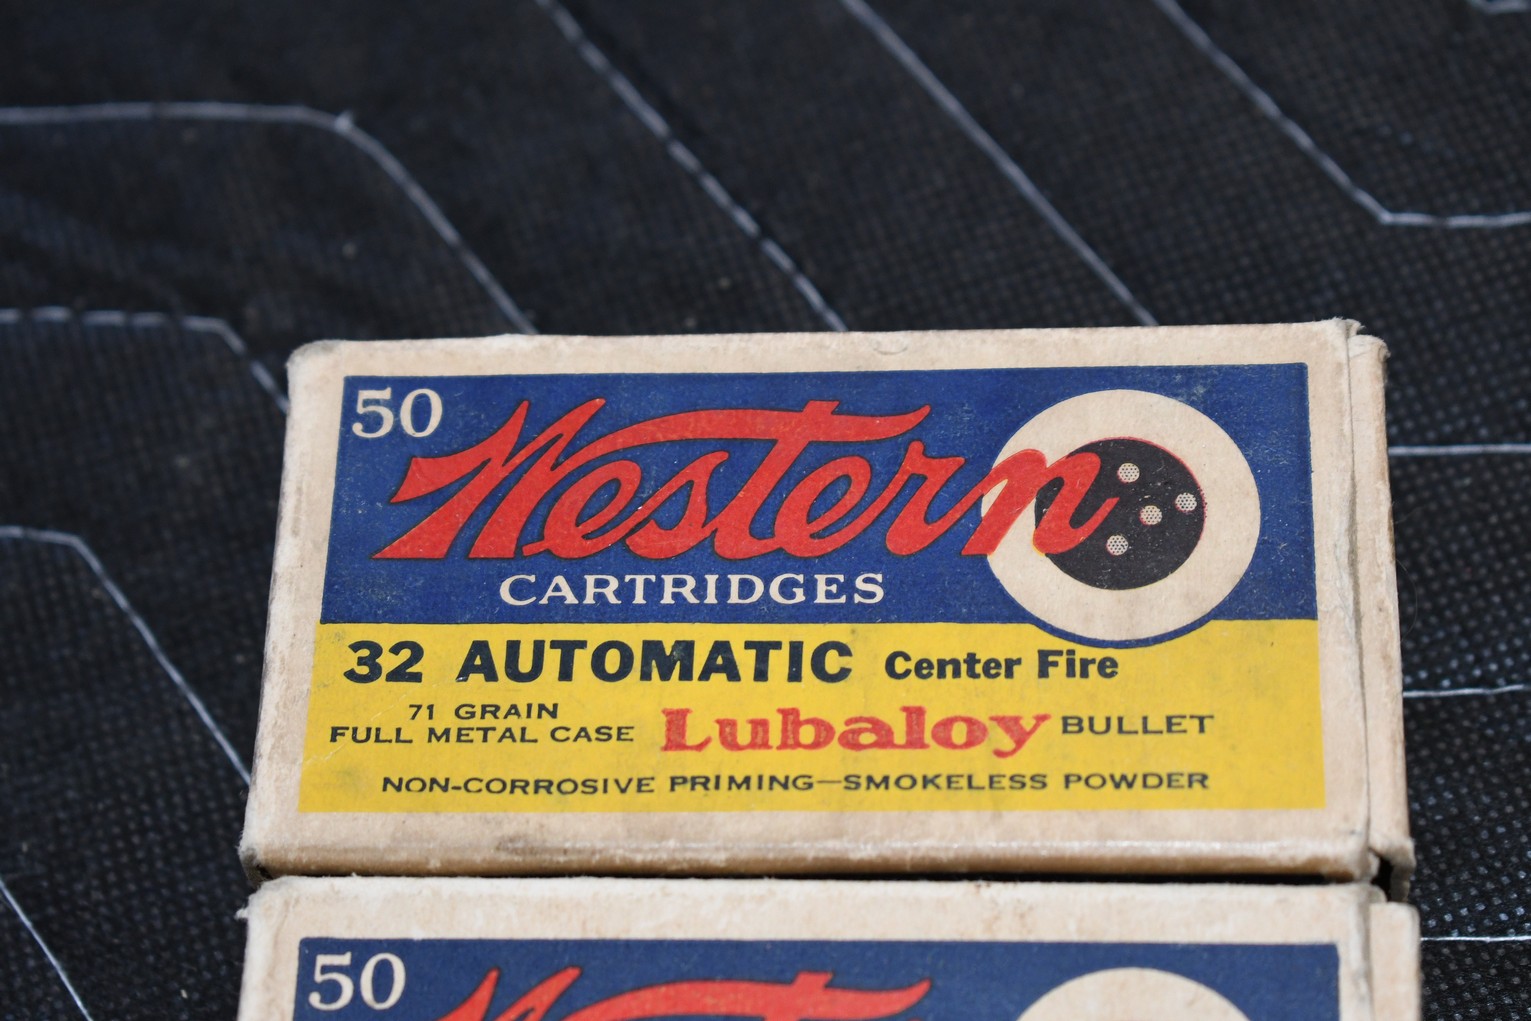 50
Western
CARTRIDGES
32 AUTOMATIC Center Fire
71 GRAIN
FULL METAL CASE Lubaloy BULLET
NON-CORROSIVE PRIMING—SMOKELESS POWDER
50
Western